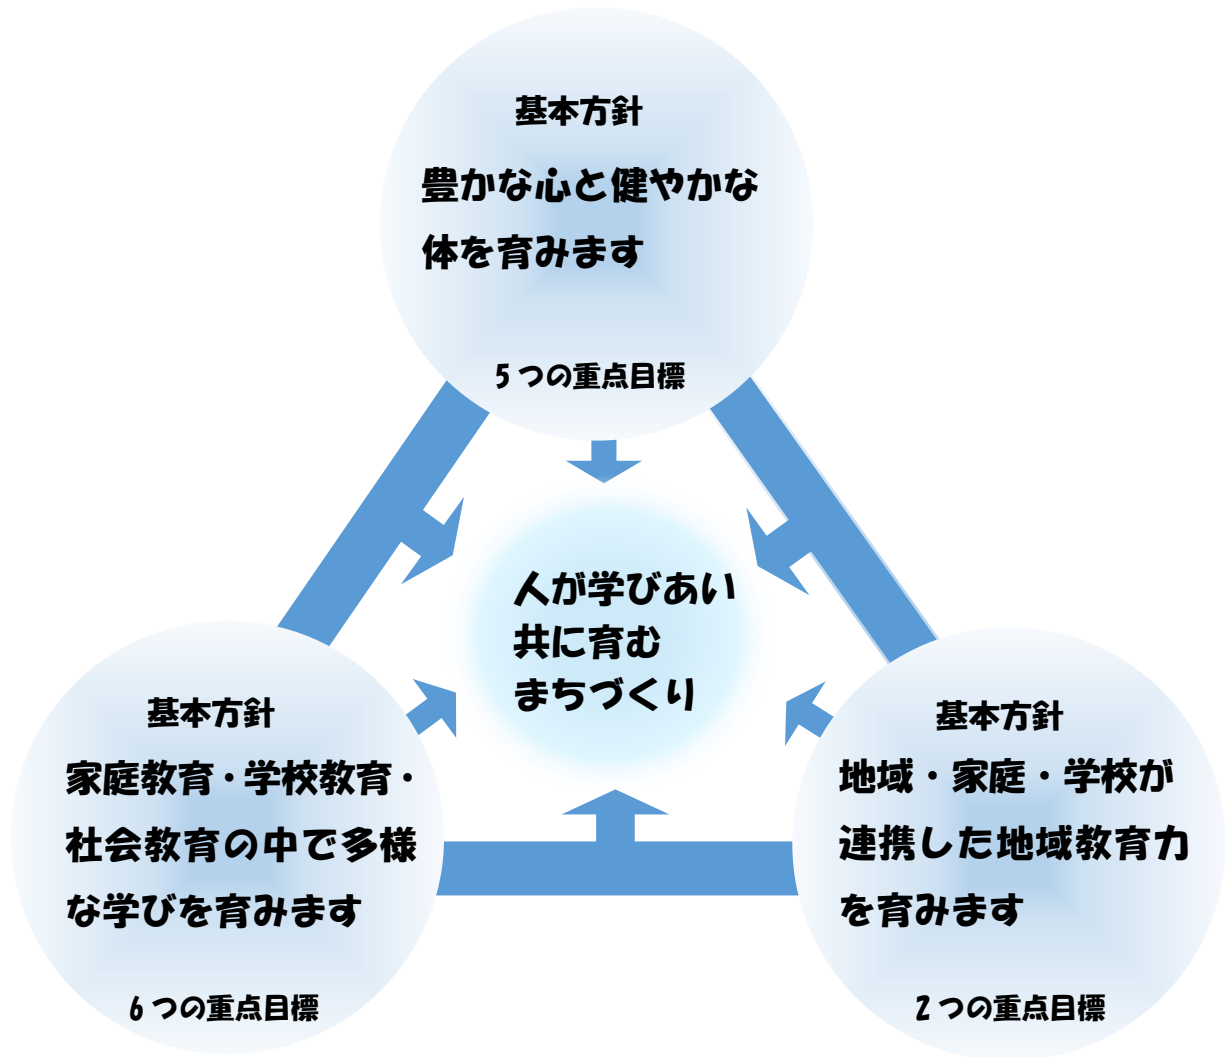 基本方針
豊かな心と健やかな
体を育みます
5つの重点目標
人が学びあい
共に育む
まちづくり
基本方針
家庭教育・学校教育・
社会教育の中で多様
な学びを育みます
6つの重点目標
基本方針
地域・家庭・学校が
連携した地域教育力
を育みます
2つの重点目標